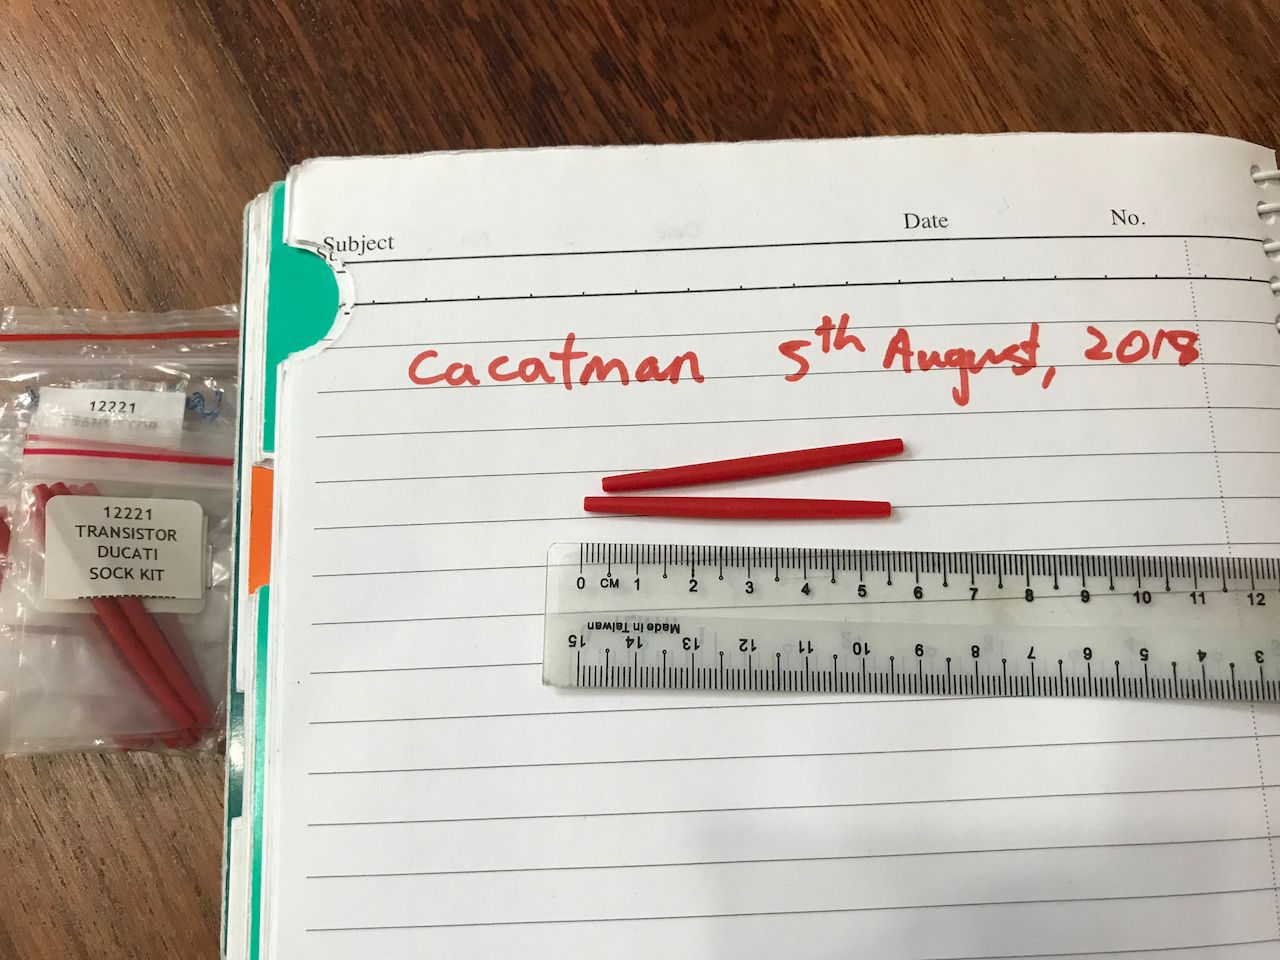 Subject Date No.
Cacatman 5th August, 2018
12221
12221
TRANSISTOR
DUCATI
SOCK KIT
0 CM 1 2 3 4 5 6 7 8 9 10 11 12
15 14 13 12 11 10 9 8 7 6 5 4 3
Made in Taiwan